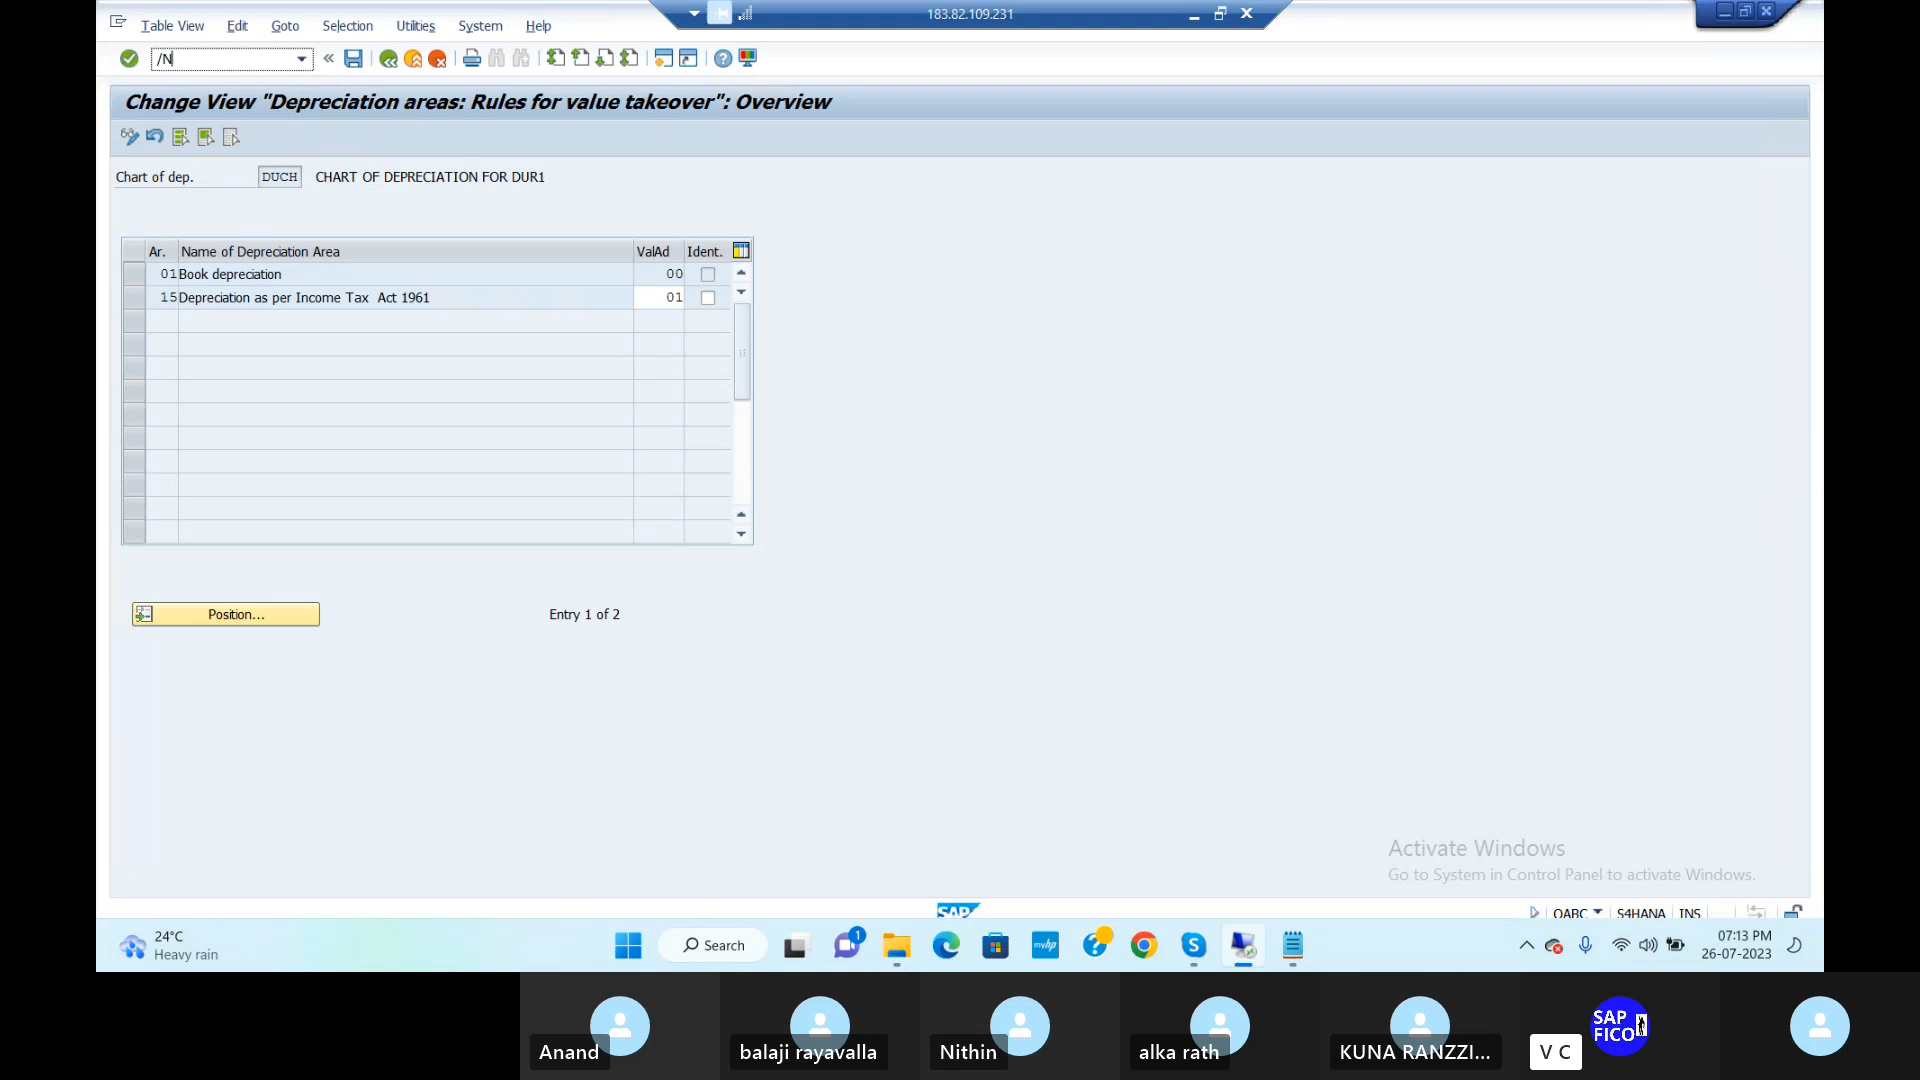 183.82.109.231
Table View Edit Goto Selection Utilities System Help
/N
Change View "Depreciation areas: Rules for value takeover": Overview
Chart of dep. DUCH CHART OF DEPRECIATION FOR DUR1
Ar. Name of Depreciation Area ValAd Ident.
01 Book depreciation 00
15 Depreciation as per Income Tax Act 1961 01
Position... Entry 1 of 2
Activate Windows
Go to System in Control Panel to activate Windows.
SAP
QABC S4HANA INS
24°C
Heavy rain
Search
1
myhp
07:13 PM
26-07-2023
SAP
FICO
Anand balaji rayavalla Nithin alka rath KUNA RANZZI... V C